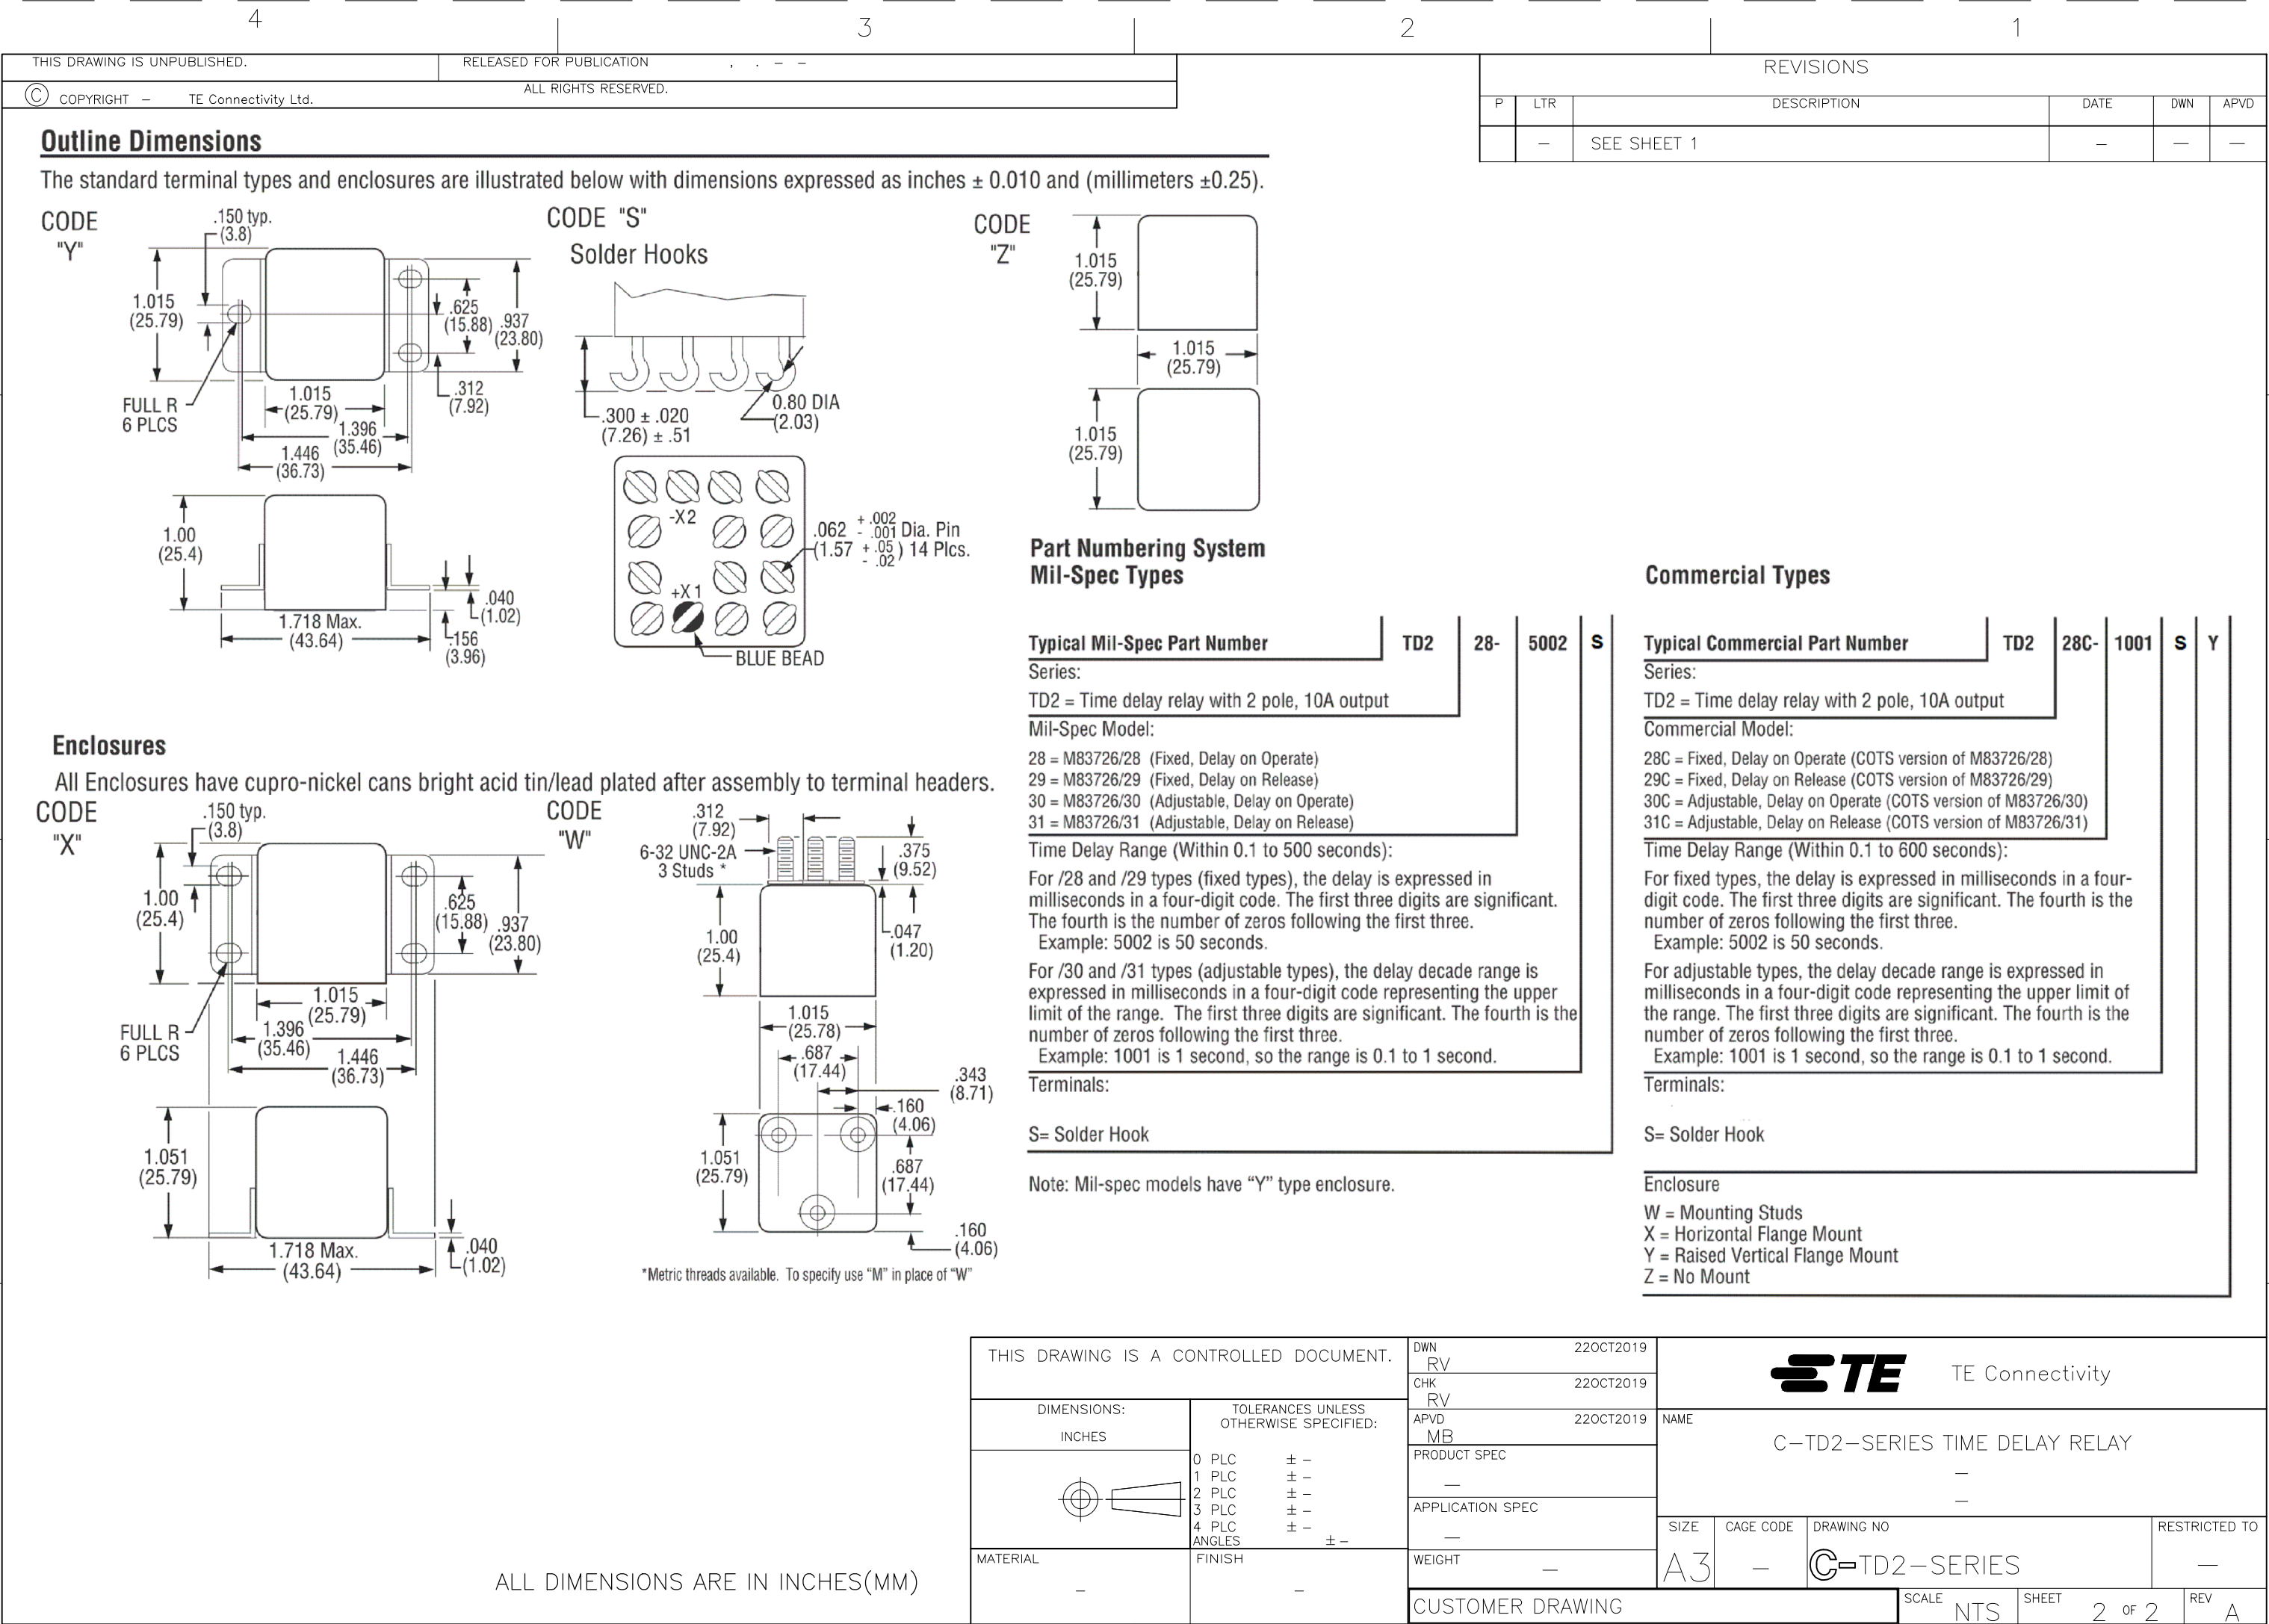 4 3 2 1
THIS DRAWING IS UNPUBLISHED.
RELEASED FOR PUBLICATION , . – –
© COPYRIGHT – TE Connectivity Ltd.
ALL RIGHTS RESERVED.
REVISIONS
P LTR DESCRIPTION DATE DWN APVD
– SEE SHEET 1 – – –
Outline Dimensions
The standard terminal types and enclosures are illustrated below with dimensions expressed as inches ± 0.010 and (millimeters ±0.25).
CODE
"Y"
.150 typ.
(3.8)
1.015
(25.79)
.625
(15.88)
.937
(23.80)
.312
(7.92)
FULL R
6 PLCS
1.015
(25.79)
1.396
(35.46)
1.446
(36.73)
1.00
(25.4)
1.718 Max.
(43.64)
.040
(1.02)
.156
(3.96)
CODE "S"
Solder Hooks
.300 ± .020
(7.26) ± .51
0.80 DIA
(2.03)
-X2
+X1
.062 + .002 - .001 Dia. Pin
(1.57 + .05 - .02) 14 Plcs.
BLUE BEAD
CODE
"Z"
1.015
(25.79)
1.015
(25.79)
1.015
(25.79)
Enclosures
All Enclosures have cupro-nickel cans bright acid tin/lead plated after assembly to terminal headers.
CODE
"X"
.150 typ.
(3.8)
1.00
(25.4)
.625
(15.88)
.937
(23.80)
FULL R
6 PLCS
1.015
(25.79)
1.396
(35.46)
1.446
(36.73)
1.051
(25.79)
1.718 Max.
(43.64)
.040
(1.02)
CODE
"W"
.312
(7.92)
6-32 UNC-2A
3 Studs *
.375
(9.52)
1.00
(25.4)
.047
(1.20)
1.015
(25.78)
.687
(17.44)
.343
(8.71)
.160
(4.06)
1.051
(25.79)
.687
(17.44)
.160
(4.06)
*Metric threads available. To specify use “M” in place of “W”
Part Numbering System
Mil-Spec Types
Typical Mil-Spec Part Number TD2 28- 5002 S
Series:
TD2 = Time delay relay with 2 pole, 10A output
Mil-Spec Model:
28 = M83726/28 (Fixed, Delay on Operate)
29 = M83726/29 (Fixed, Delay on Release)
30 = M83726/30 (Adjustable, Delay on Operate)
31 = M83726/31 (Adjustable, Delay on Release)
Time Delay Range (Within 0.1 to 500 seconds):
For /28 and /29 types (fixed types), the delay is expressed in
milliseconds in a four-digit code. The first three digits are significant.
The fourth is the number of zeros following the first three.
Example: 5002 is 50 seconds.
For /30 and /31 types (adjustable types), the delay decade range is
expressed in milliseconds in a four-digit code representing the upper
limit of the range. The first three digits are significant. The fourth is the
number of zeros following the first three.
Example: 1001 is 1 second, so the range is 0.1 to 1 second.
Terminals:
S= Solder Hook
Note: Mil-spec models have “Y” type enclosure.
Commercial Types
Typical Commercial Part Number TD2 28C- 1001 S Y
Series:
TD2 = Time delay relay with 2 pole, 10A output
Commercial Model:
28C = Fixed, Delay on Operate (COTS version of M83726/28)
29C = Fixed, Delay on Release (COTS version of M83726/29)
30C = Adjustable, Delay on Operate (COTS version of M83726/30)
31C = Adjustable, Delay on Release (COTS version of M83726/31)
Time Delay Range (Within 0.1 to 600 seconds):
For fixed types, the delay is expressed in milliseconds in a four-
digit code. The first three digits are significant. The fourth is the
number of zeros following the first three.
Example: 5002 is 50 seconds.
For adjustable types, the delay decade range is expressed in
milliseconds in a four-digit code representing the upper limit of
the range. The first three digits are significant. The fourth is the
number of zeros following the first three.
Example: 1001 is 1 second, so the range is 0.1 to 1 second.
Terminals:
S= Solder Hook
Enclosure
W = Mounting Studs
X = Horizontal Flange Mount
Y = Raised Vertical Flange Mount
Z = No Mount
ALL DIMENSIONS ARE IN INCHES(MM)
THIS DRAWING IS A CONTROLLED DOCUMENT.
DIMENSIONS:
INCHES
TOLERANCES UNLESS
OTHERWISE SPECIFIED:
0 PLC ± –
1 PLC ± –
2 PLC ± –
3 PLC ± –
4 PLC ± –
ANGLES ± –
MATERIAL
–
FINISH
–
DWN 22OCT2019
RV
CHK 22OCT2019
RV
APVD 22OCT2019
MB
PRODUCT SPEC
–
APPLICATION SPEC
–
WEIGHT –
CUSTOMER DRAWING
TE TE Connectivity
NAME
C–TD2–SERIES TIME DELAY RELAY
–
–
SIZE CAGE CODE DRAWING NO RESTRICTED TO
A3 – C–TD2–SERIES –
SCALE NTS SHEET 2 OF 2 REV A